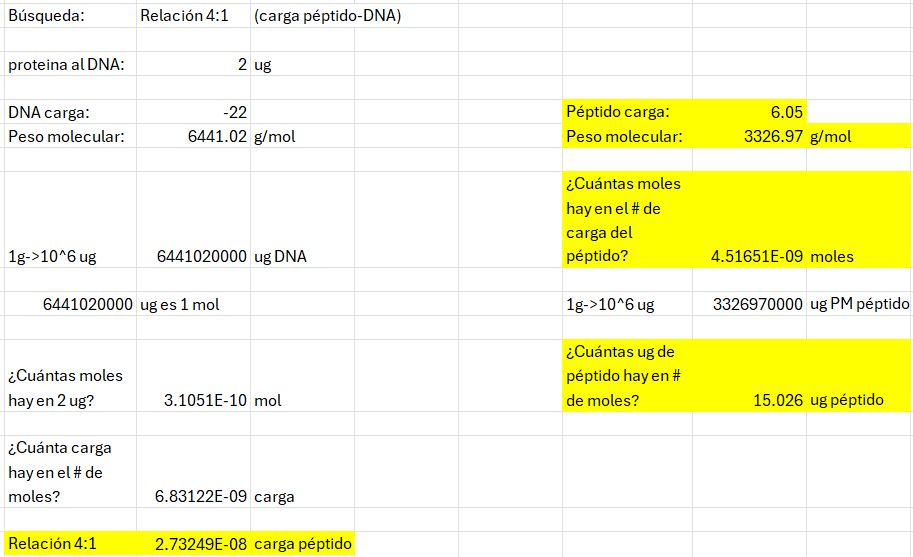 Búsqueda: Relación 4:1 (carga péptido-DNA)
proteina al DNA: 2 ug
DNA carga: -22 Péptido carga: 6.05
Peso molecular: 6441.02 g/mol Peso molecular: 3326.97 g/mol
¿Cuántas moles
hay en el # de
carga del
1g->10^6 ug 6441020000 ug DNA péptido? 4.51651E-09 moles
6441020000 ug es 1 mol 1g->10^6 ug 3326970000 ug PM péptido
¿Cuántas ug de
¿Cuántas moles péptido hay en #
hay en 2 ug? 3.1051E-10 mol de moles? 15.026 ug péptido
¿Cuánta carga
hay en el # de
moles? 6.83122E-09 carga
Relación 4:1 2.73249E-08 carga péptido